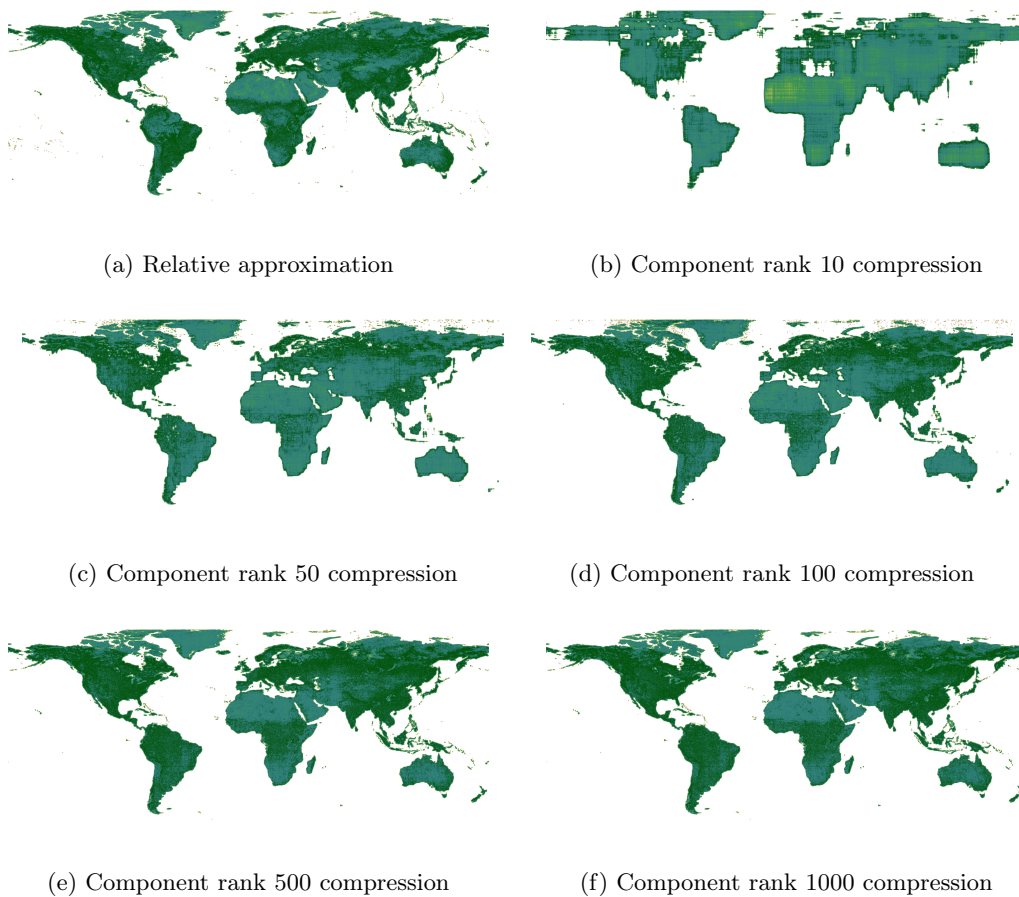 (a) Relative approximation
(b) Component rank 10 compression
(c) Component rank 50 compression
(d) Component rank 100 compression
(e) Component rank 500 compression
(f) Component rank 1000 compression